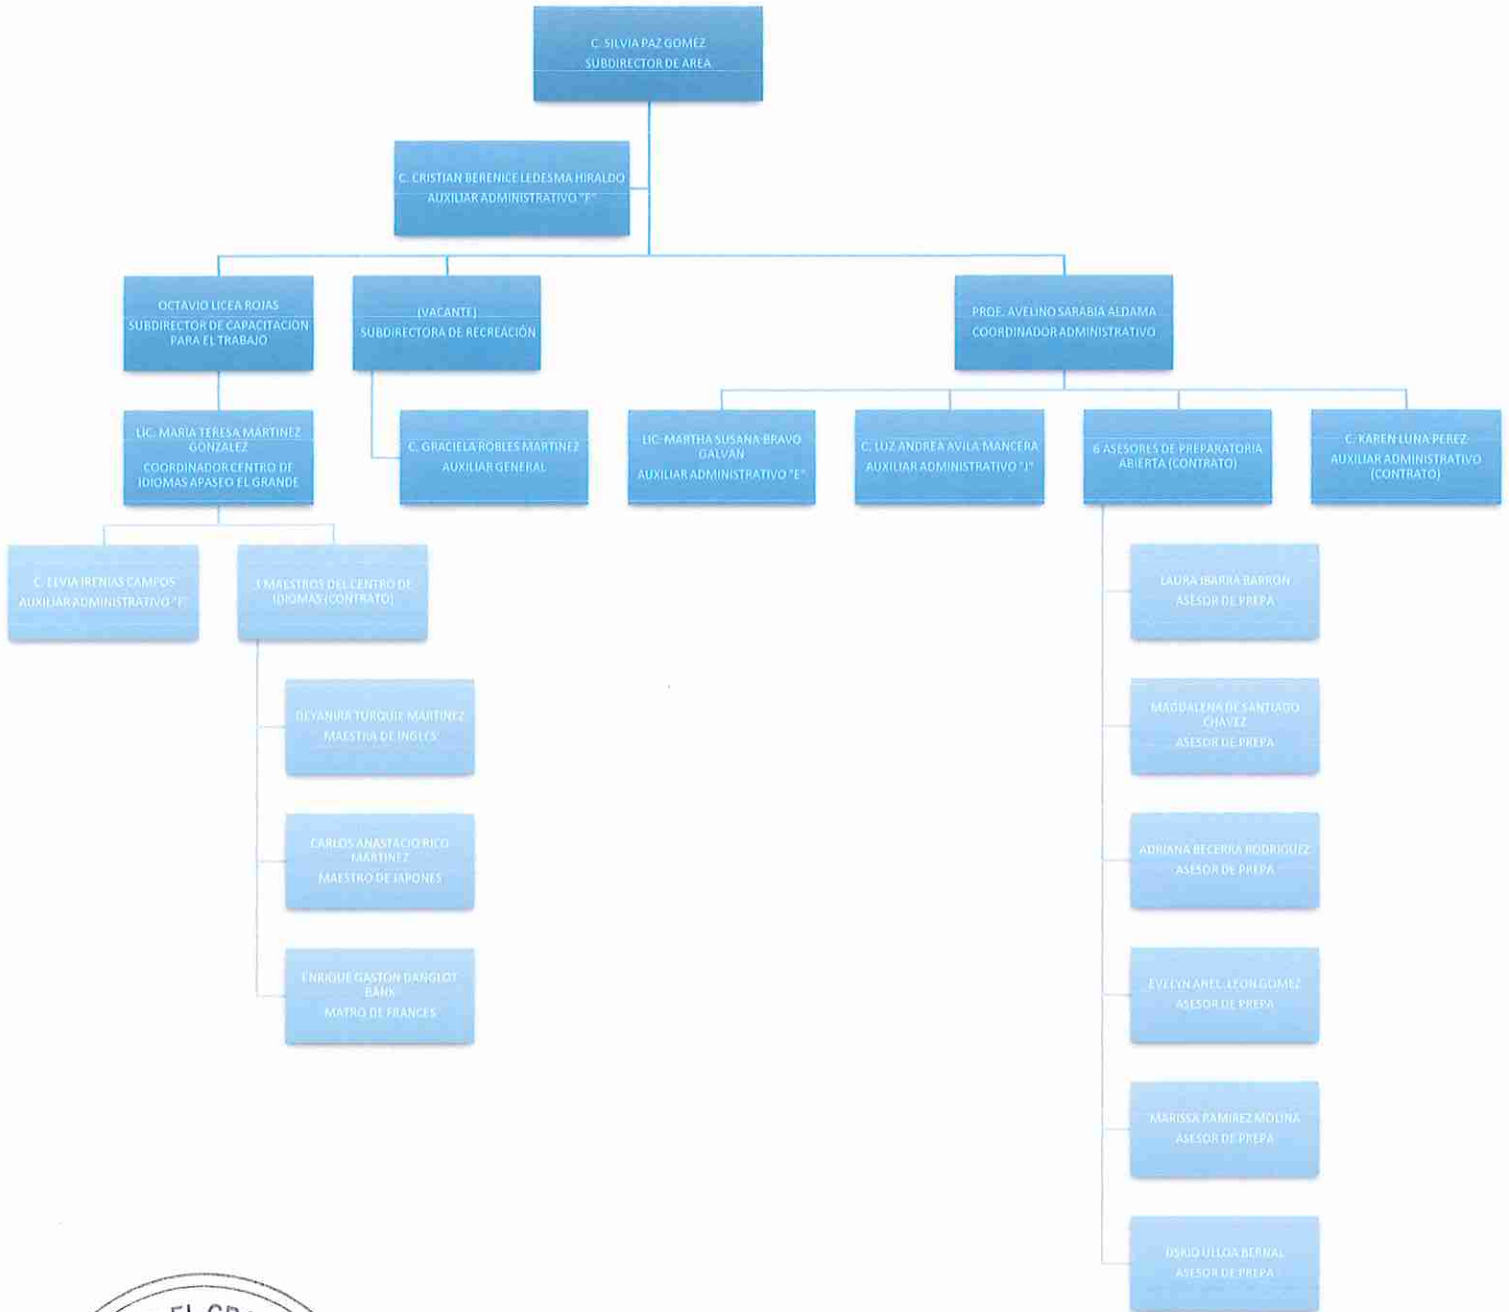 C. SILVIA PAZ GOMEZ
SUBDIRECTOR DE AREA
C. CRISTIAN BERENICE LEDESMA HIRALDO
AUXILIAR ADMINISTRATIVO "F"
OCTAVIO LICEA ROJAS
SUBDIRECTOR DE CAPACITACION
PARA EL TRABAJO
(VACANTE)
SUBDIRECTORA DE RECREACIÓN
PROF. AVELINO SARABIA ALDAMA
COORDINADOR ADMINISTRATIVO
LIC. MARIA TERESA MARTINEZ
GONZALEZ
COORDINADOR CENTRO DE
IDIOMAS APASEO EL GRANDE
C. GRACIELA ROBLES MARTINEZ
AUXILIAR GENERAL
LIC. MARTHA SUSANA BRAVO
GALVAN
AUXILIAR ADMINISTRATIVO "E"
C. LUZ ANDREA AVILA MANCERA
AUXILIAR ADMINISTRATIVO "J"
6 ASESORES DE PREPARATORIA
ABIERTA (CONTRATO)
C. KAREN LUNA PEREZ
AUXILIAR ADMINISTRATIVO
(CONTRATO)
C. ELVIA IRENIAS CAMPOS
AUXILIAR ADMINISTRATIVO "F"
3 MAESTROS DEL CENTRO DE
IDIOMAS (CONTRATO)
DEYANIRA TURQUIE MARTINEZ
MAESTRA DE INGLES
CARLOS ANASTACIO RICO
MARTINEZ
MAESTRO DE JAPONES
ENRIQUE GASTON DANGLOT
BANK
MATRO DE FRANCES
LAURA IBARRA BARRON
ASESOR DE PREPA
MAGDALENA DE SANTIAGO
CHAVEZ
ASESOR DE PREPA
ADRIANA BECERRA RODRIGUEZ
ASESOR DE PREPA
EVELYN ANEL LEON GOMEZ
ASESOR DE PREPA
MARISSA RAMIREZ MOLINA
ASESOR DE PREPA
ULLOA BERNAL
ASESOR DE PREPA
EL